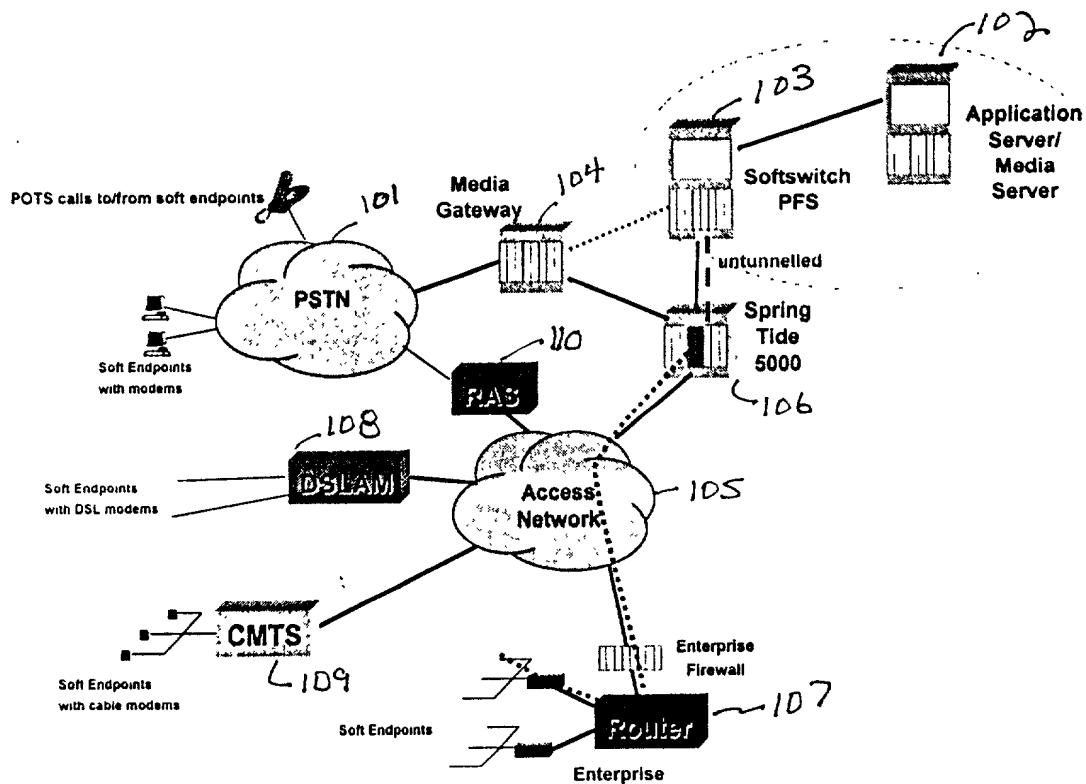 102
103
Application
Server/
Media
Server
Softswitch
PFS
Media
Gateway
104
POTS calls to/from soft endpoints
101
untunnelled
PSTN
Spring
Tide
5000
106
Soft Endpoints
with modems
110
RAS
108
DSLAM
Soft Endpoints
with DSL modems
Access
Network
105
CMTS
109
Soft Endpoints
with cable modems
Enterprise
Firewall
107
Router
Soft Endpoints
Enterprise